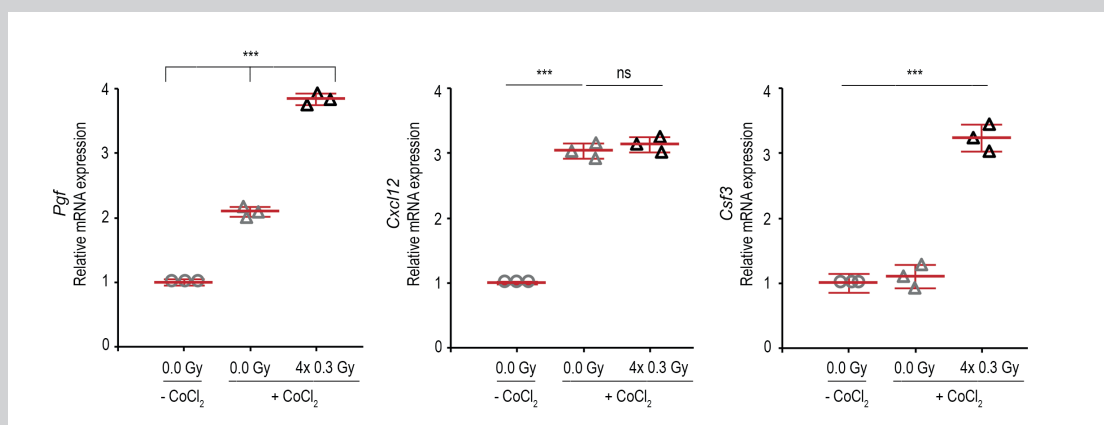 ***
Pgf
Relative mRNA expression
4
3
2
1
0
0.0 Gy 0.0 Gy 4x 0.3 Gy
- CoCl₂ + CoCl₂
*** ns
Cxcl12
Relative mRNA expression
4
3
2
1
0
0.0 Gy 0.0 Gy 4x 0.3 Gy
- CoCl₂ + CoCl₂
***
Csf3
Relative mRNA expression
4
3
2
1
0
0.0 Gy 0.0 Gy 4x 0.3 Gy
- CoCl₂ + CoCl₂